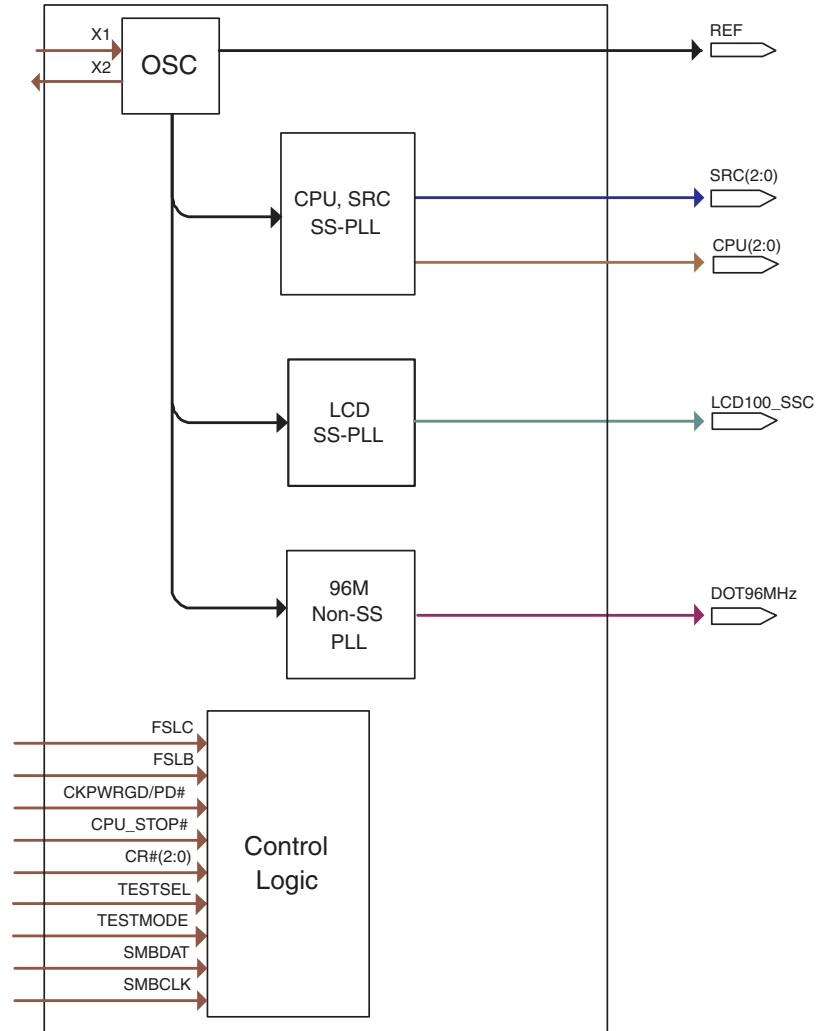 X1
X2
OSC
REF
CPU, SRC
SS-PLL
SRC(2:0)
CPU(2:0)
LCD
SS-PLL
LCD100_SSC
96M
Non-SS
PLL
DOT96MHz
FSLC
FSLB
CKPWRGD/PD#
CPU_STOP#
CR#(2:0)
TESTSEL
TESTMODE
SMBDAT
SMBCLK
Control
Logic